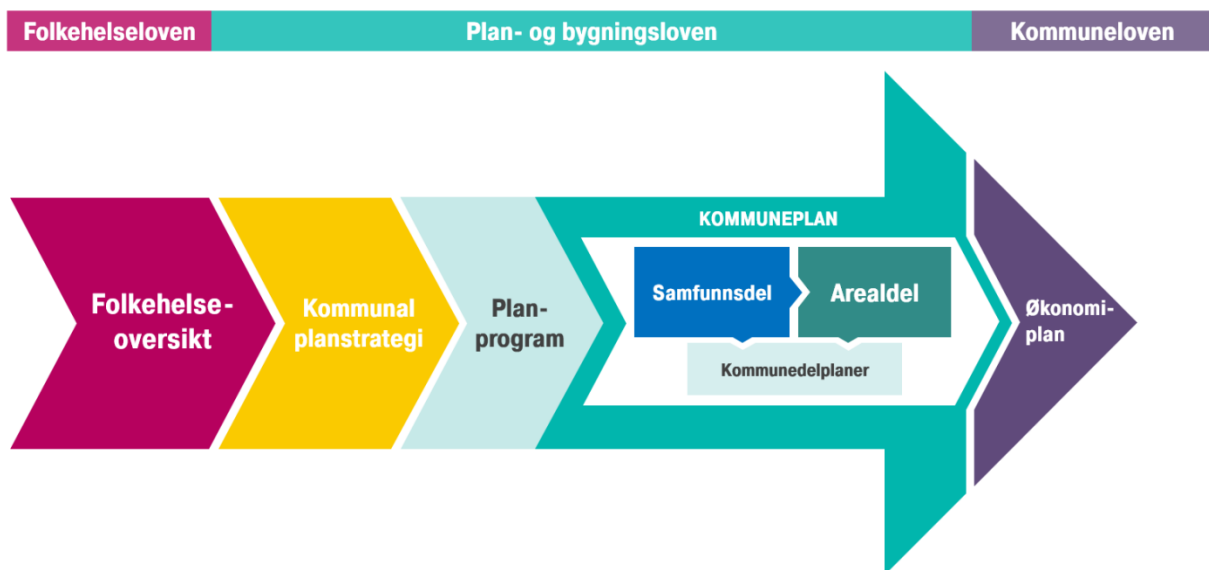 Folkehelseloven
Plan- og bygningsloven
Kommuneloven
Folkehelse-
oversikt
Kommunal
planstrategi
Plan-
program
KOMMUNEPLAN
Samfunnsdel
Arealdel
Kommunedelplaner
Økonomi-
plan